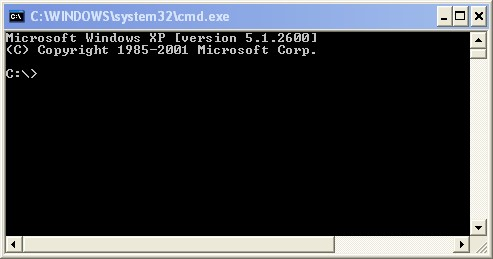 C:\WINDOWS\system32\cmd.exe
Microsoft Windows XP [version 5.1.2600]
(C) Copyright 1985-2001 Microsoft Corp.
C:\>